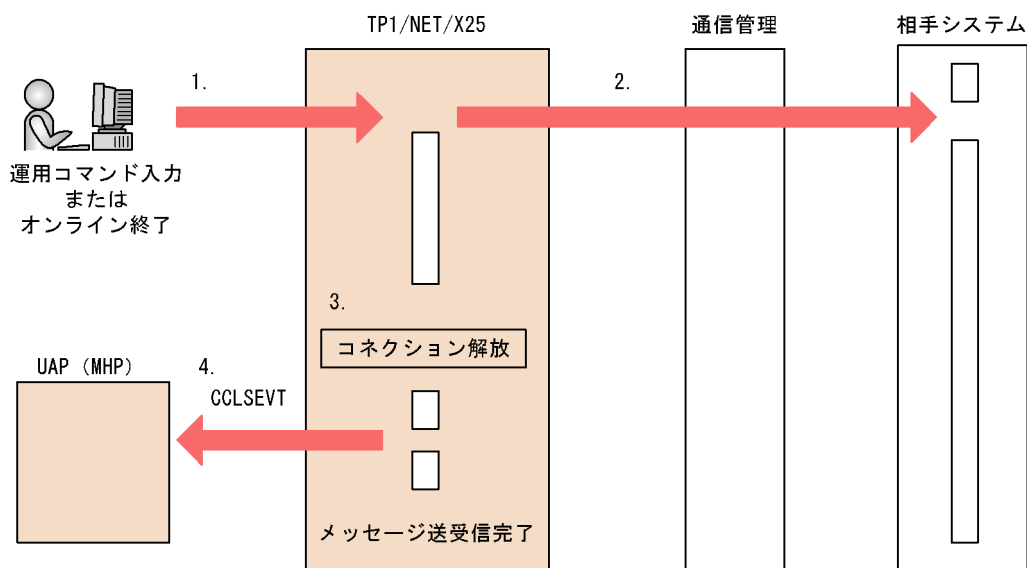 TP1/NET/X25
通信管理
相手システム
1.
2.
運用コマンド入力
または
オンライン終了
3.
コネクション解放
UAP (MHP)
4.
CCLSEVT
メッセージ送受信完了